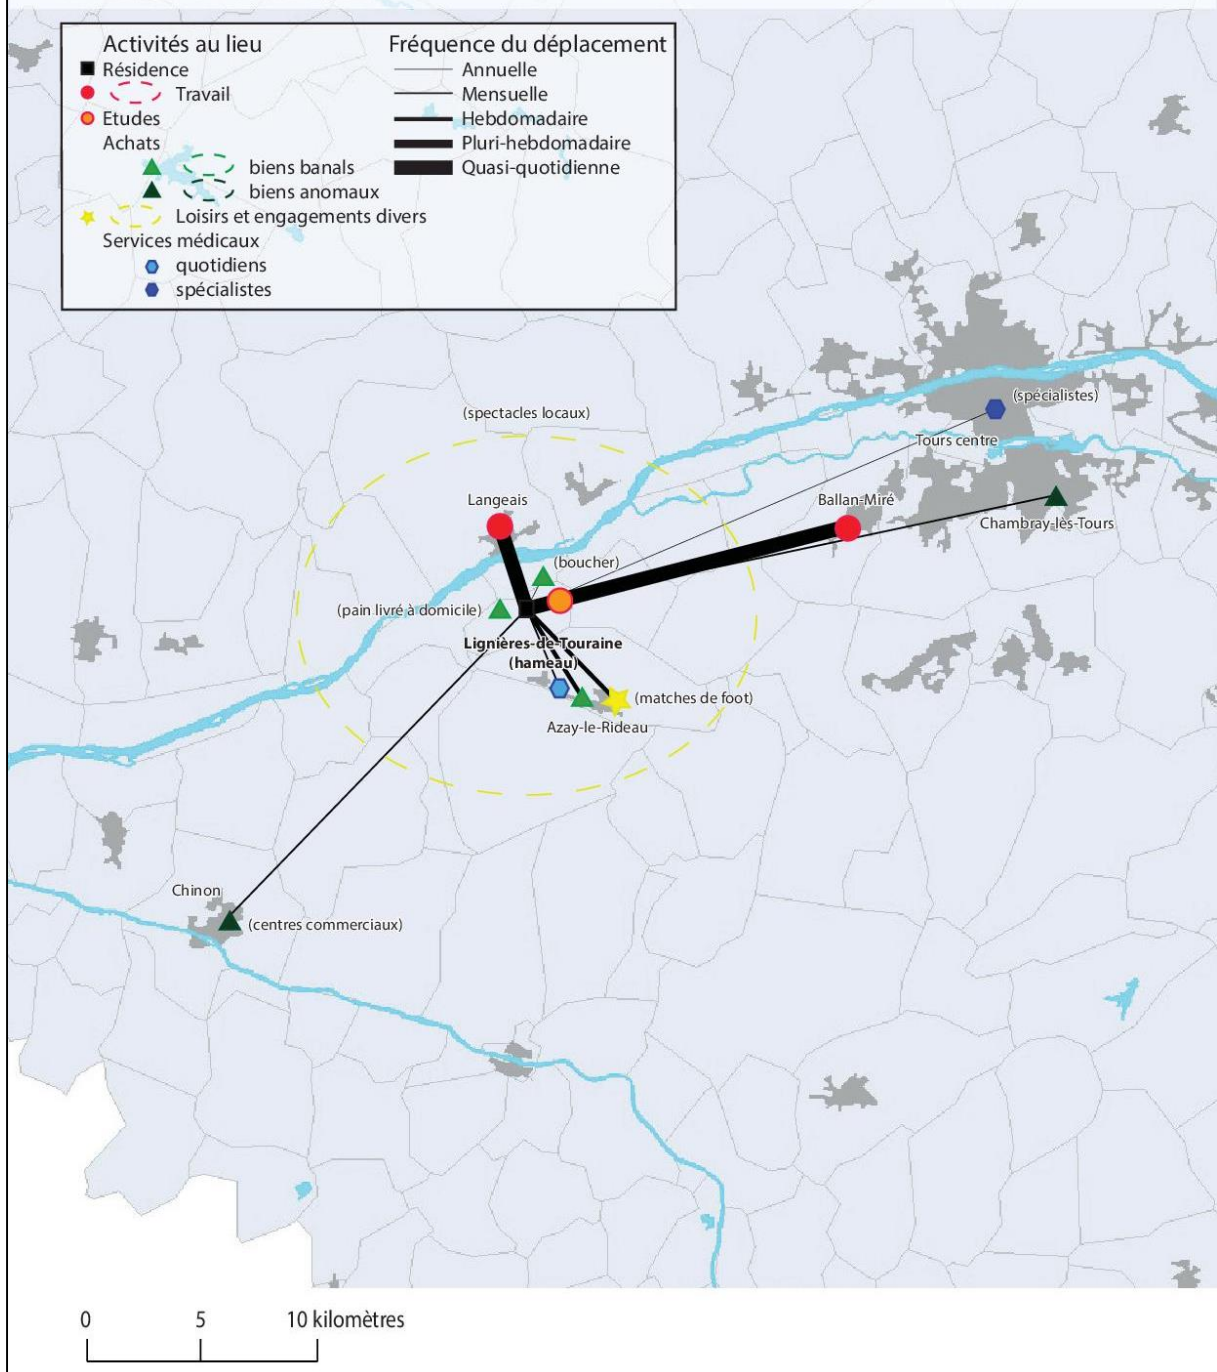 Activités au lieu
Résidence
Travail
Etudes
Achats
biens banals
biens anomaux
Loisirs et engagements divers
Services médicaux
quotidiens
spécialistes
Fréquence du déplacement
Annuelle
Mensuelle
Hebdomadaire
Pluri-hebdomadaire
Quasi-quotidienne
(spécialistes)
(spectacles locaux)
Tours centre
Langeais
Ballan-Miré
Chambray-lès-Tours
(boucher)
(pain livré à domicile)
Lignières-de-Touraine
(hameau)
(matches de foot)
Azay-le-Rideau
Chinon
(centres commerciaux)
0 5 10 kilomètres